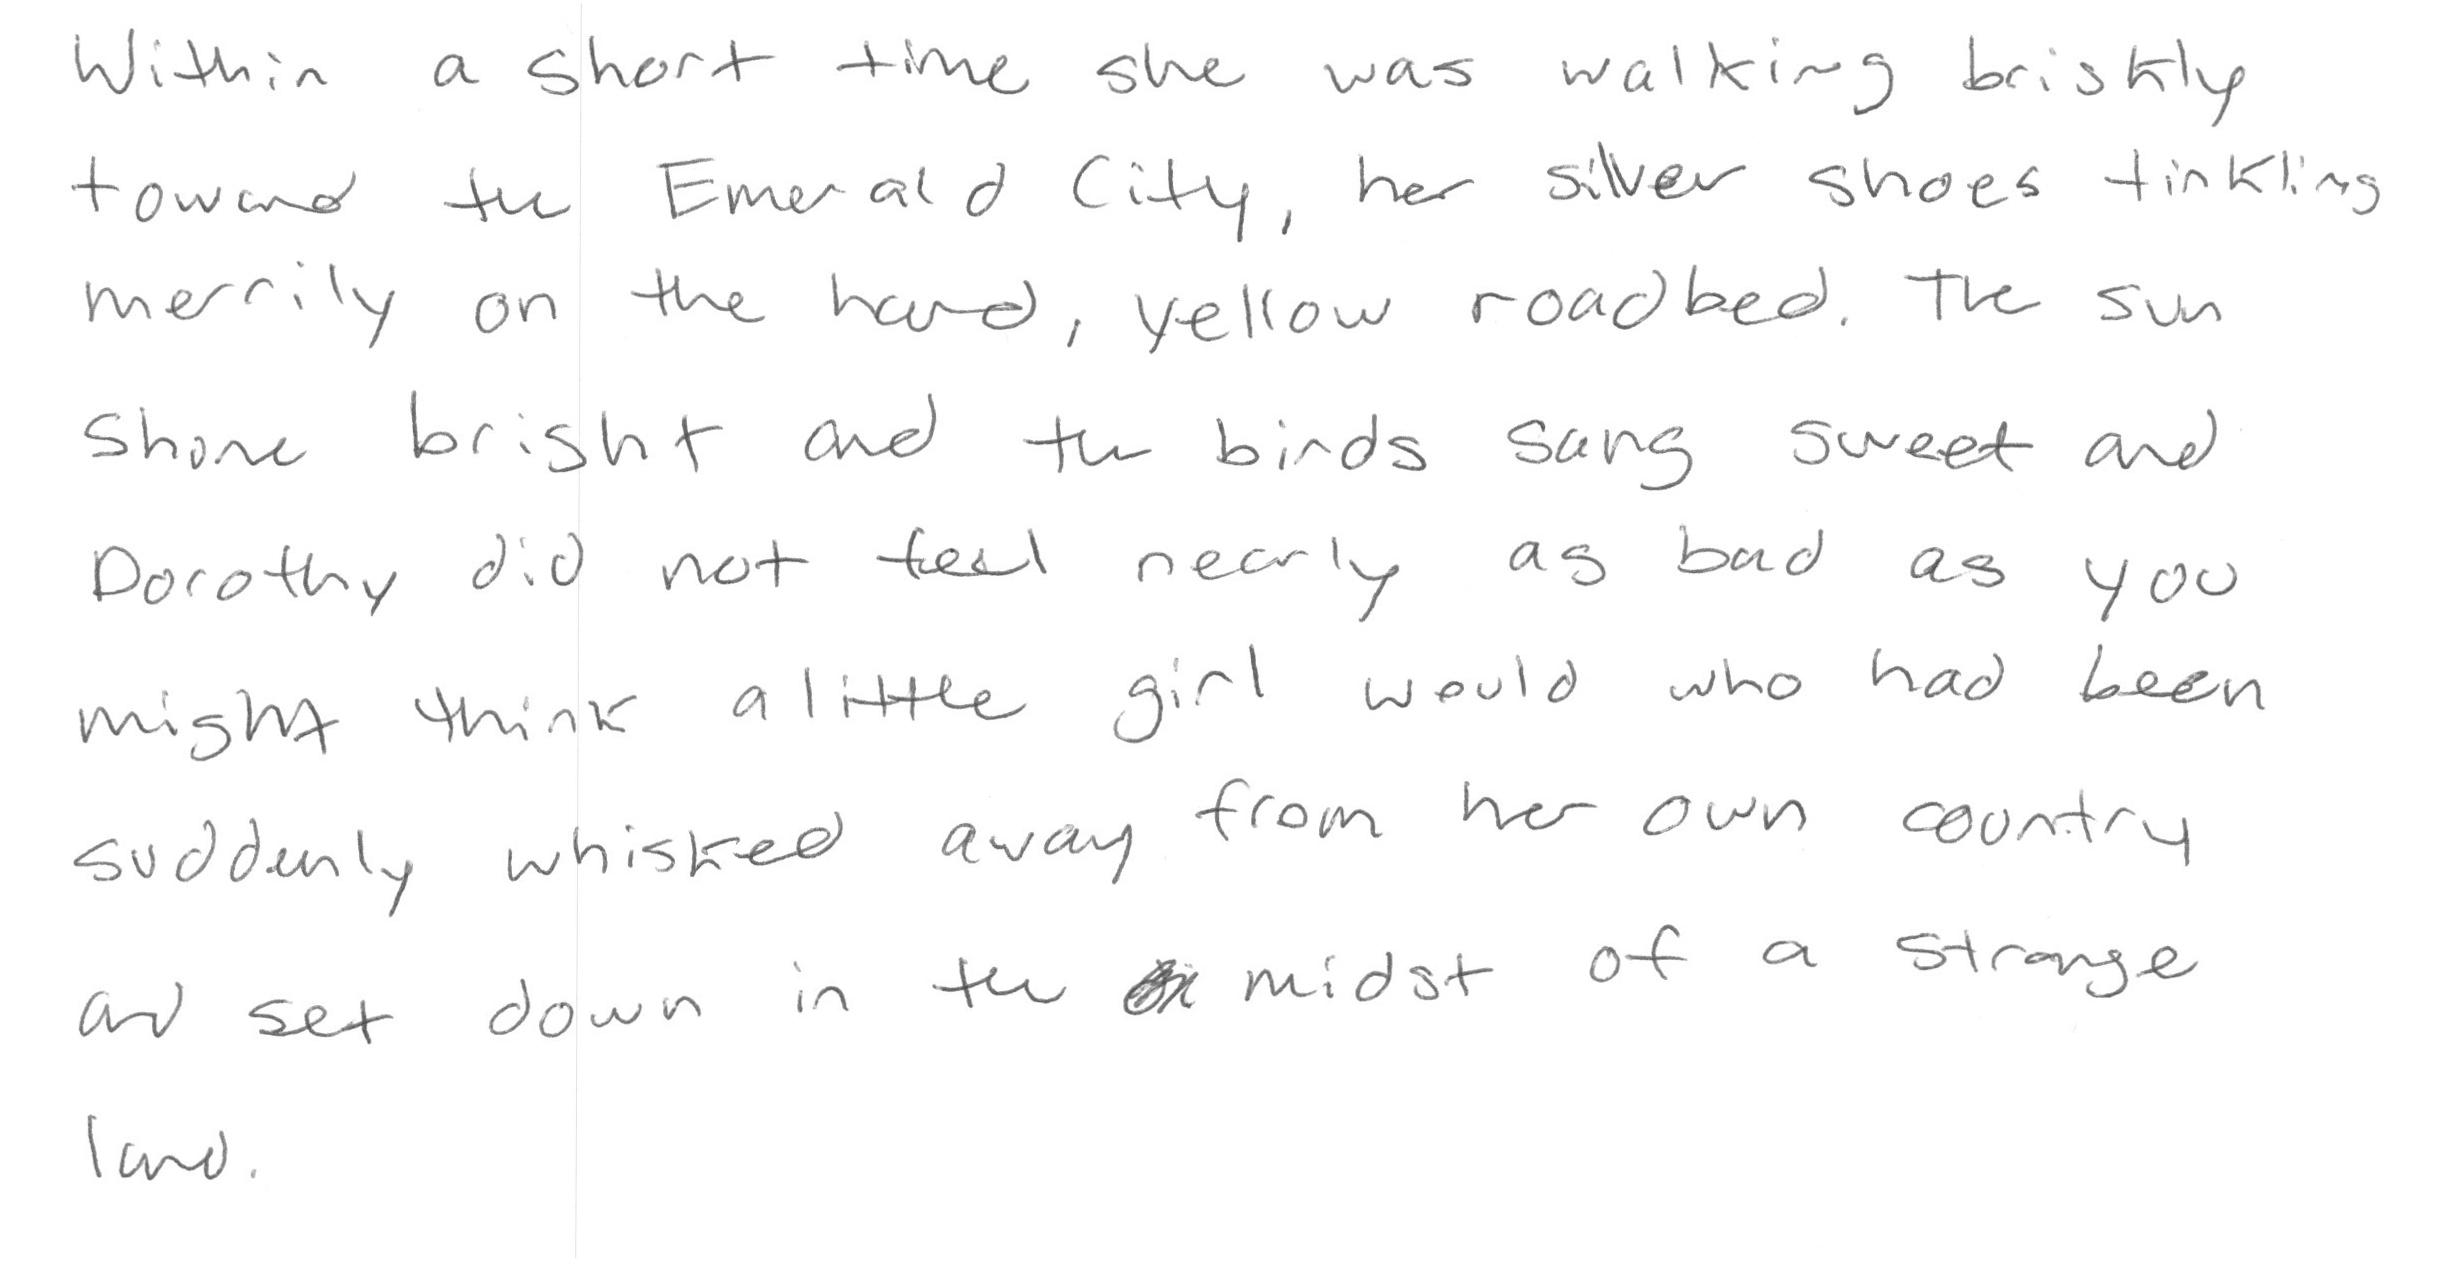 Within a short time she was walking briskly
toward the Emerald City, her silver shoes tinkling
merrily on the hard, yellow roadbed. The sun
shone bright and the birds sang sweet and
Dorothy did not feel nearly as bad as you
might think a little girl would who had been
suddenly whisked away from her own country
and set down in the midst of a strange
land.